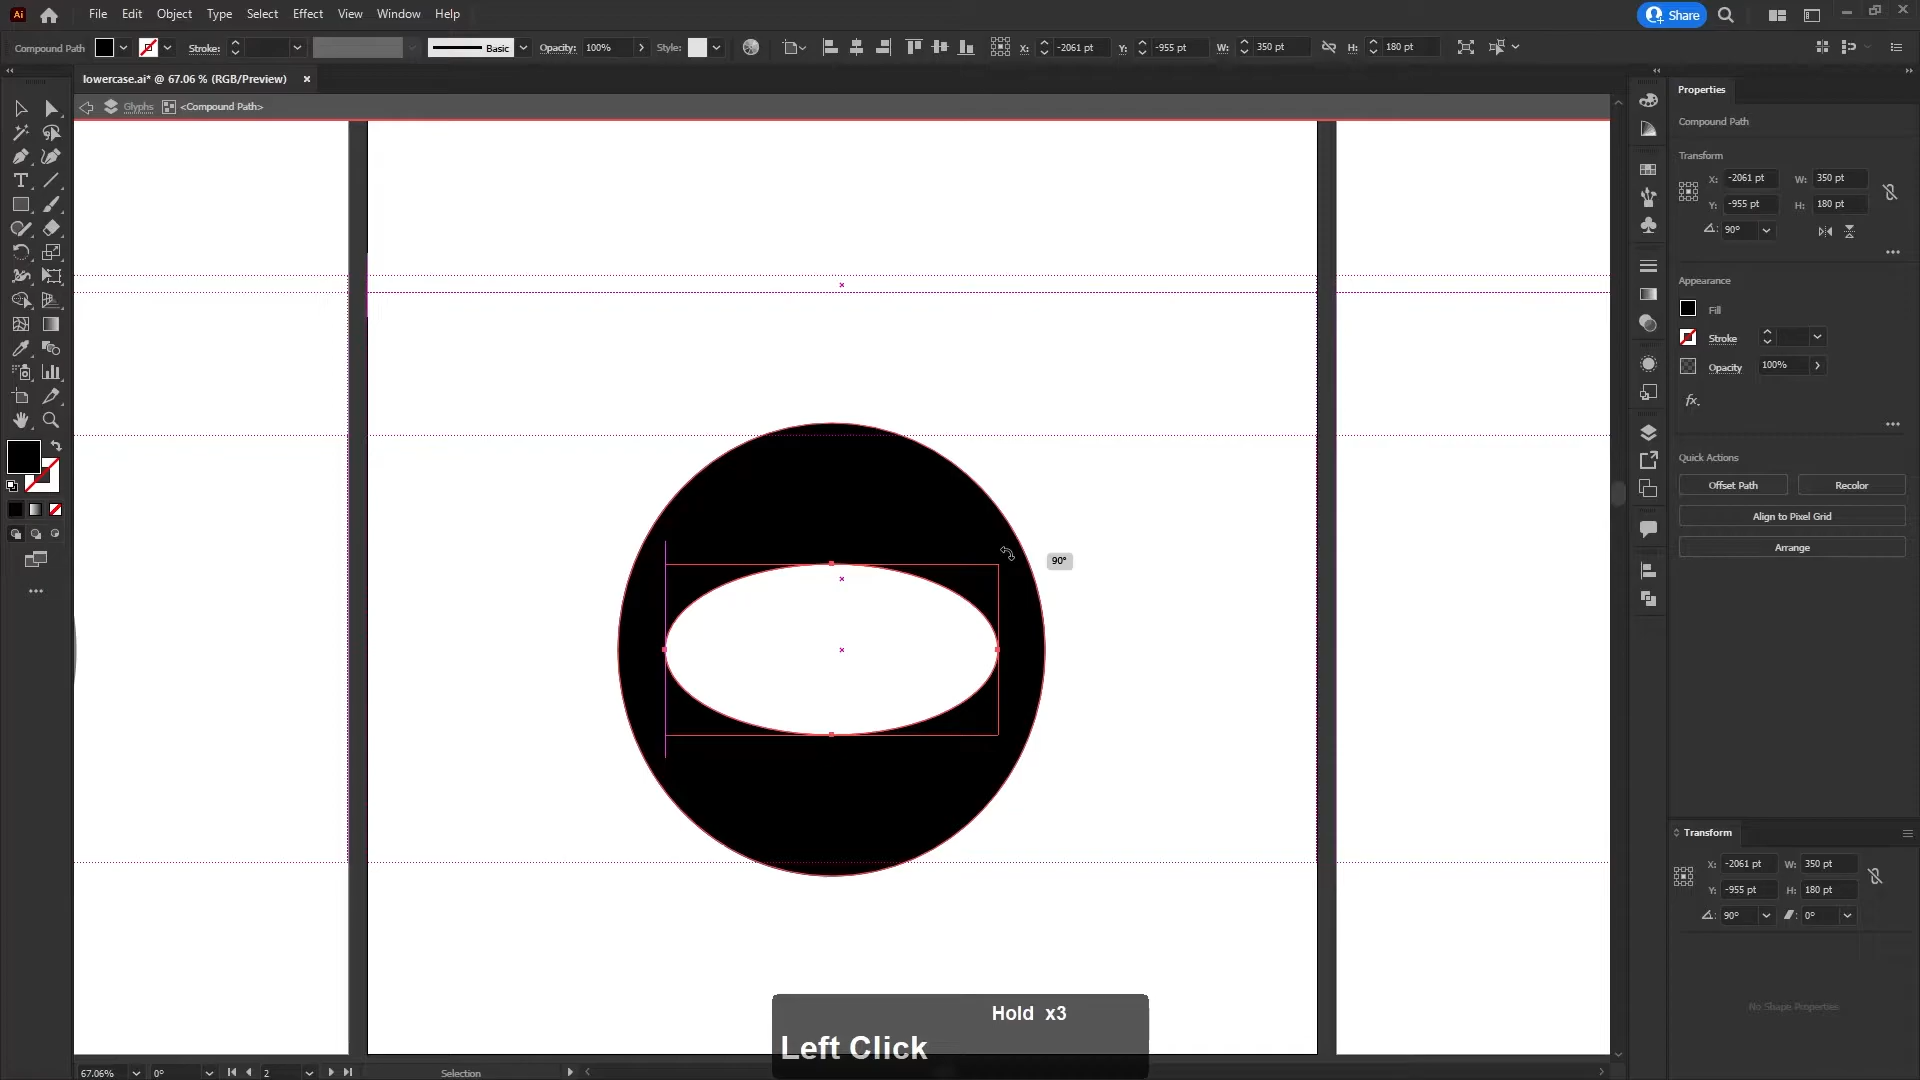 Ai File Edit Object Type Select Effect View Window Help Share
Compound Path Stroke: Basic Opacity: 100% Style: X: -2061 pt Y: -955 pt W: 350 pt H: 180 pt
lowercase.ai* @ 67.06 % (RGB/Preview) ×
Glyphs <Compound Path>
Properties
Compound Path
Transform
X: -2061 pt W: 350 pt
Y: -955 pt H: 180 pt
90°
Appearance
Fill
Stroke
Opacity 100%
fx.
Quick Actions
Offset Path Recolor
Align to Pixel Grid
Arrange
90°
Transform
X: -2061 pt W: 350 pt
Y: -955 pt H: 180 pt
90° 0°
No Shape Properties
Hold x3
Left Click
67.06% 0° 2 Selection